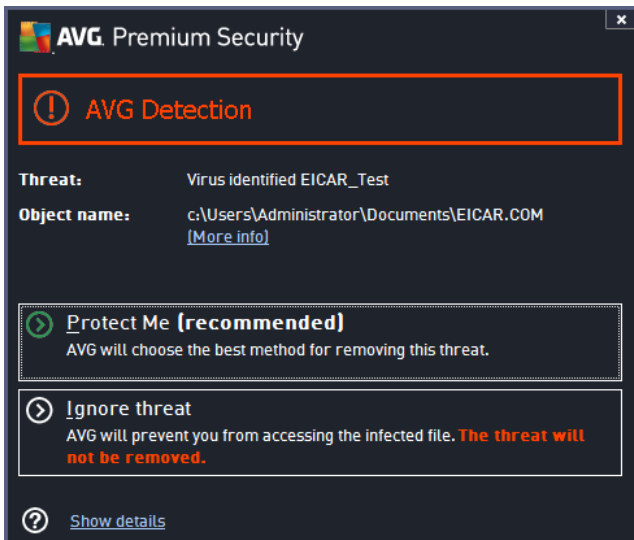 AVG. Premium Security
x
AVG Detection
Threat: Virus identified EICAR_Test
Object name: c:\Users\Administrator\Documents\EICAR.COM
(More info)
Protect Me (recommended)
AVG will choose the best method for removing this threat.
Ignore threat
AVG will prevent you from accessing the infected file. The threat will
not be removed.
? Show details